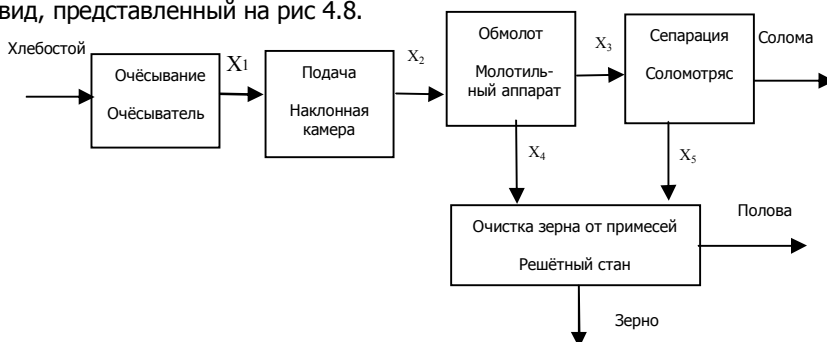 вид, представленный на рис 4.8.
Хлебостой
Очёсывание
Очёсыватель
X1
Подача
Наклонная
камера
X2
Обмолот
Молотиль-
ный аппарат
X3
Сепарация
Соломотряс
Солома
X4
X5
Очистка зерна от примесей
Решётный стан
Полова
Зерно